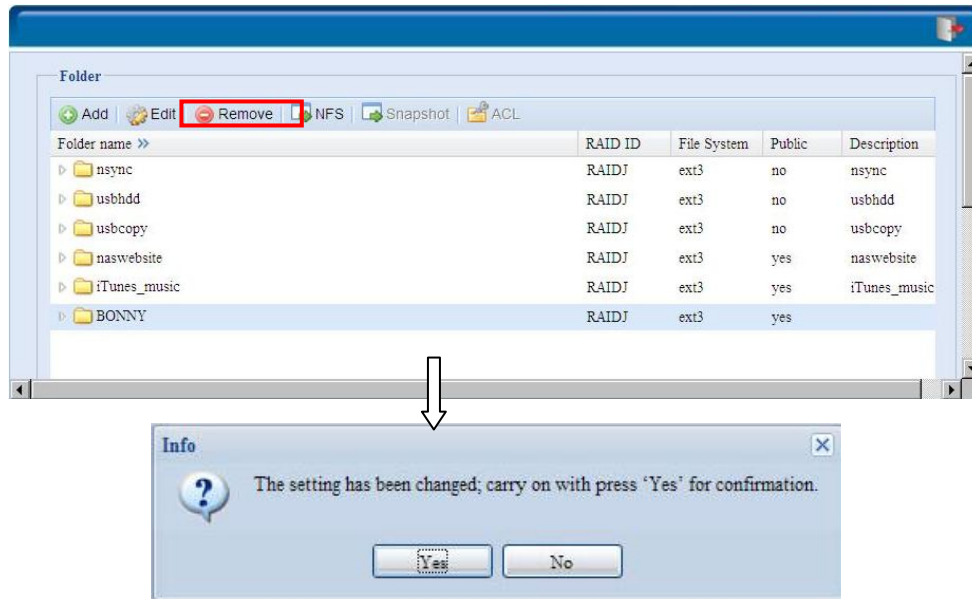 Folder
Add Edit Remove NFS Snapshot ACL
Folder name » RAID ID File System Public Description
nsync RAIDJ ext3 no nsync
usbhdd RAIDJ ext3 no usbhdd
usbcopy RAIDJ ext3 no usbcopy
naswebsite RAIDJ ext3 yes naswebsite
iTunes_music RAIDJ ext3 yes iTunes_music
BONNY RAIDJ ext3 yes
Info
The setting has been changed; carry on with press ‘Yes’ for confirmation.
Yes No